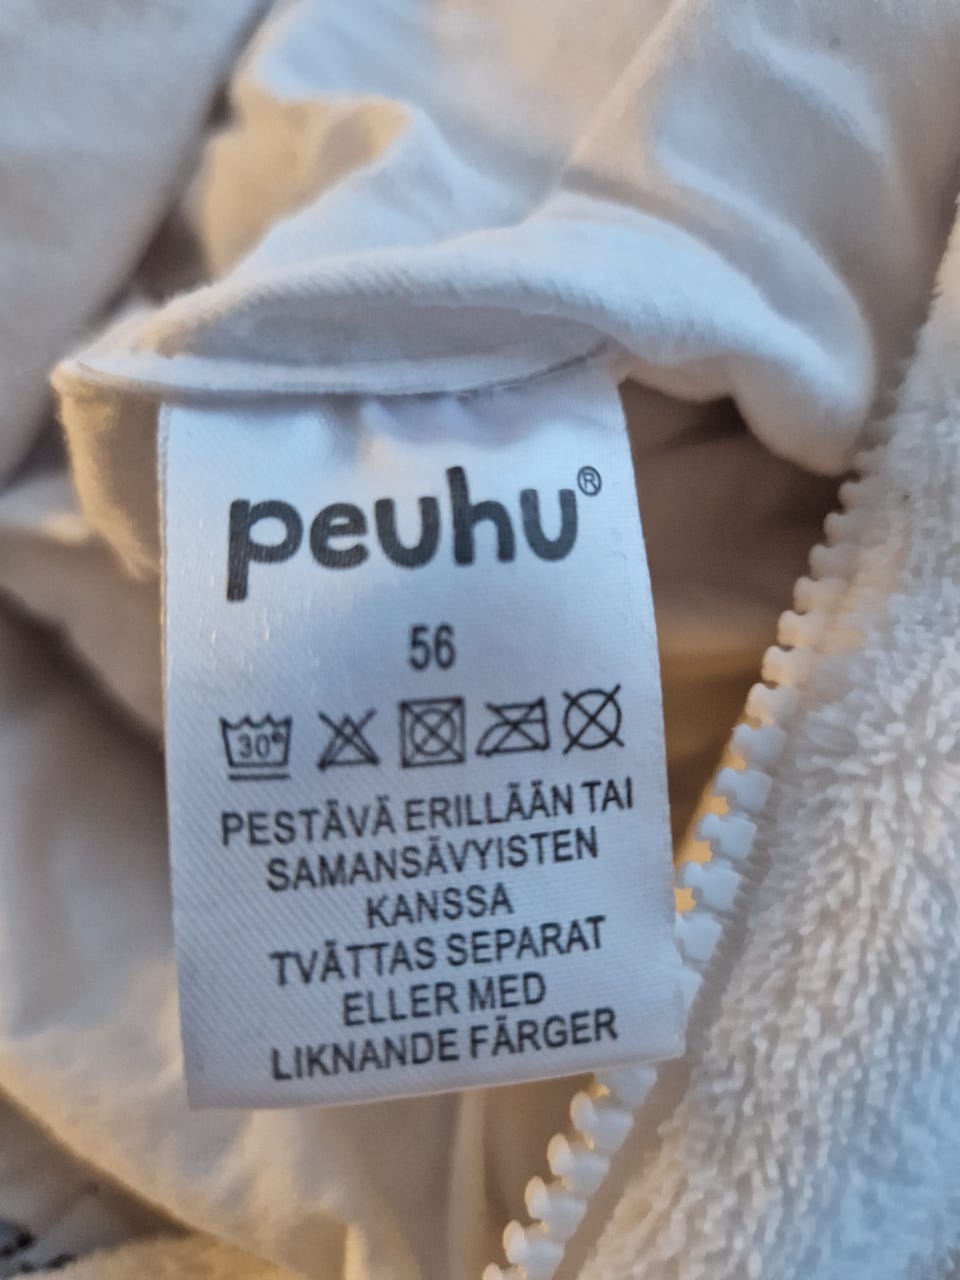 peuhu®
56
30°
PESTÄVÄ ERILLÄÄN TAI
SAMANSÄVYISTEN
KANSSA
TVÄTTAS SEPARAT
ELLER MED
LIKNANDE FÄRGER